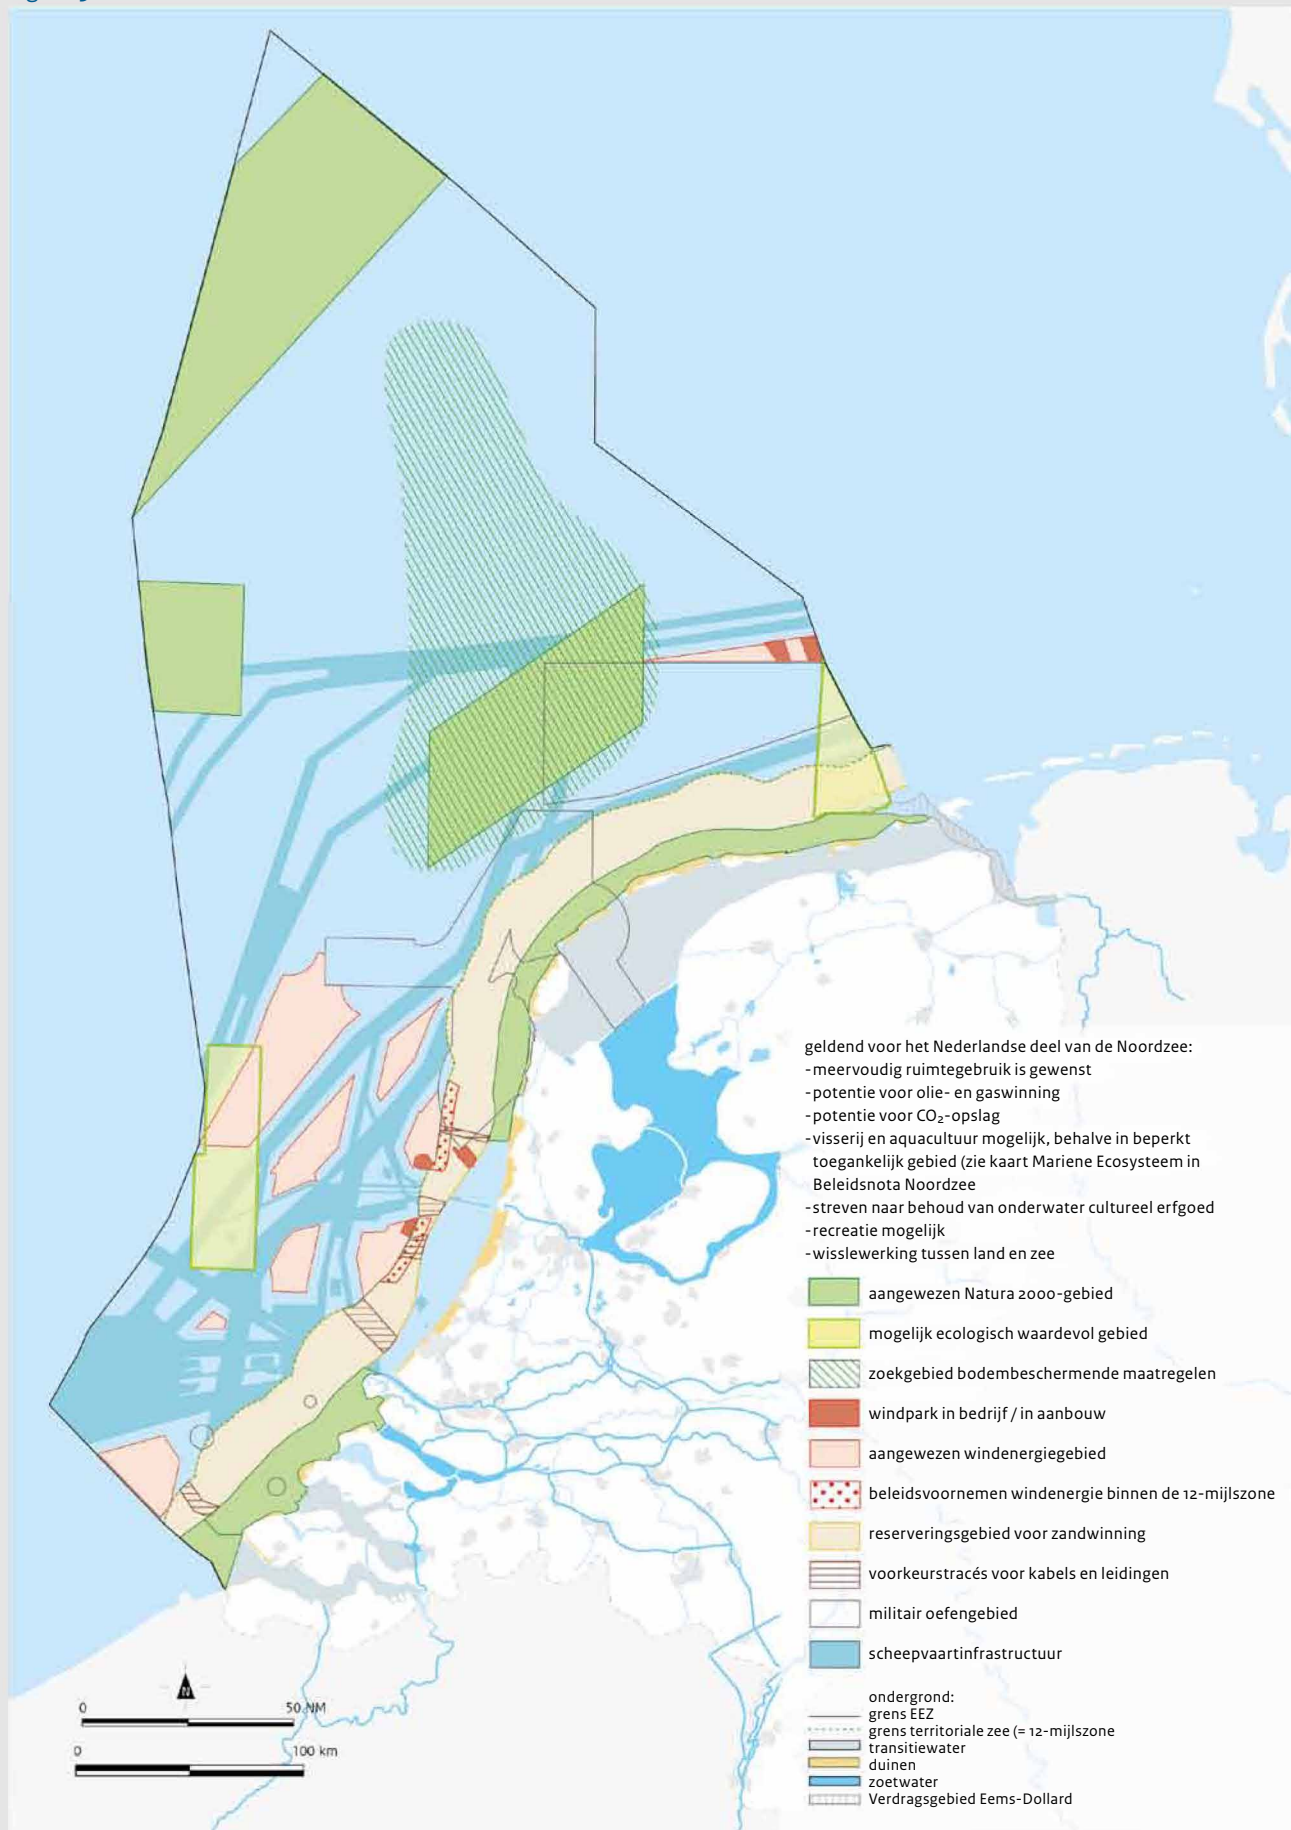 geldend voor het Nederlandse deel van de Noordzee:
-meervoudig ruimtegebruik is gewenst
-potentie voor olie- en gaswinning
-potentie voor CO₂-opslag
-visserij en aquacultuur mogelijk, behalve in beperkt
toegankelijk gebied (zie kaart Mariene Ecosysteem in
Beleidsnota Noordzee
-streven naar behoud van onderwater cultureel erfgoed
-recreatie mogelijk
-wisslewerking tussen land en zee
aangewezen Natura 2000-gebied
mogelijk ecologisch waardevol gebied
zoekgebied bodembeschermende maatregelen
windpark in bedrijf / in aanbouw
aangewezen windenergiegebied
beleidsvoornemen windenergie binnen de 12-mijlszone
reserveringsgebied voor zandwinning
voorkeurstracés voor kabels en leidingen
militair oefengebied
scheepvaartinfrastructuur
ondergrond:
grens EEZ
grens territoriale zee (= 12-mijlszone
transitiewater
duinen
zoetwater
Verdragsgebied Eems-Dollard
N
0 50 NM
0 100 km